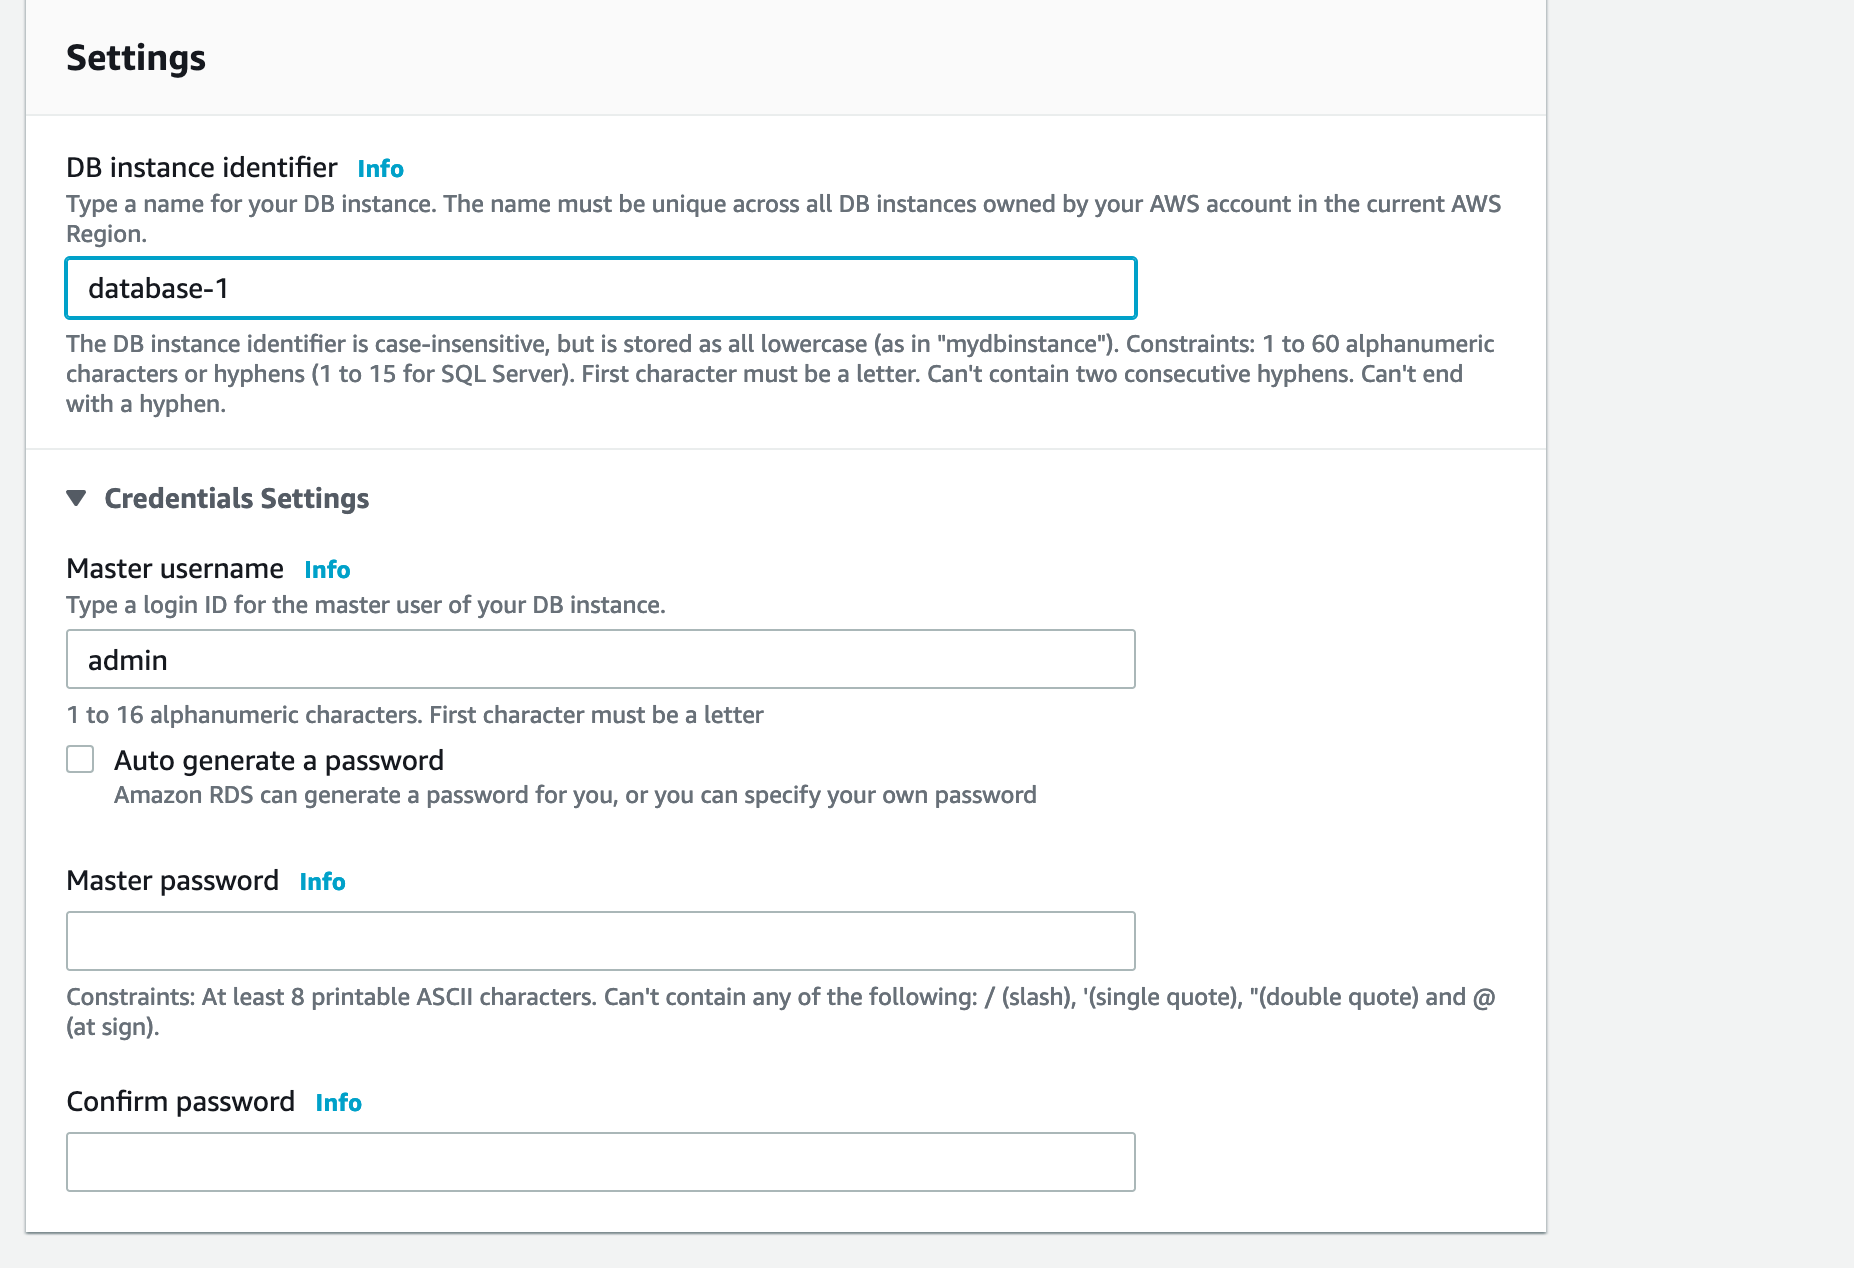 Settings
DB instance identifier Info
Type a name for your DB instance. The name must be unique across all DB instances owned by your AWS account in the current AWS
Region.
database-1
The DB instance identifier is case-insensitive, but is stored as all lowercase (as in "mydbinstance"). Constraints: 1 to 60 alphanumeric
characters or hyphens (1 to 15 for SQL Server). First character must be a letter. Can't contain two consecutive hyphens. Can't end
with a hyphen.
Credentials Settings
Master username Info
Type a login ID for the master user of your DB instance.
admin
1 to 16 alphanumeric characters. First character must be a letter
Auto generate a password
Amazon RDS can generate a password for you, or you can specify your own password
Master password Info
Constraints: At least 8 printable ASCII characters. Can't contain any of the following: / (slash), '(single quote), "(double quote) and @
(at sign).
Confirm password Info